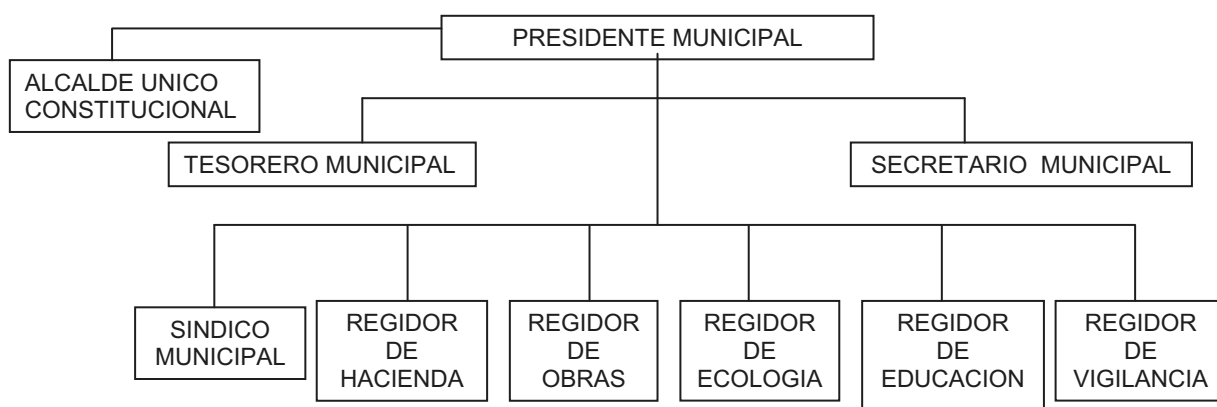 PRESIDENTE MUNICIPAL
ALCALDE UNICO
CONSTITUCIONAL
TESORERO MUNICIPAL
SECRETARIO MUNICIPAL
SINDICO
MUNICIPAL
REGIDOR
DE
HACIENDA
REGIDOR
DE
OBRAS
REGIDOR
DE
ECOLOGIA
REGIDOR
DE
EDUCACION
REGIDOR
DE
VIGILANCIA